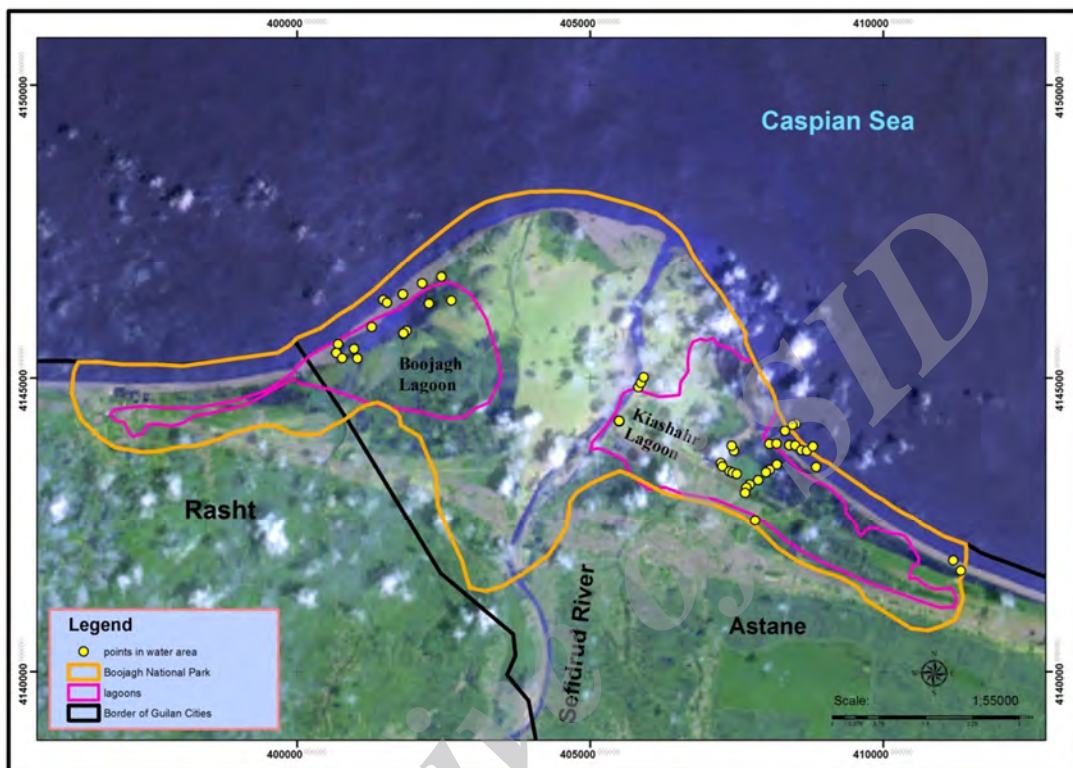 400000 405000 410000
4150000 4150000
Caspian Sea
4145000 4145000
Boojagh
Lagoon
Kiashahr
Lagoon
Rasht
Sefidrud River
Astane
Legend
points in water area
Boojagh National Park
lagoons
Border of Guilan Cities
4140000 4140000
N
Scale: 1:55000
400000 405000 410000
of SID